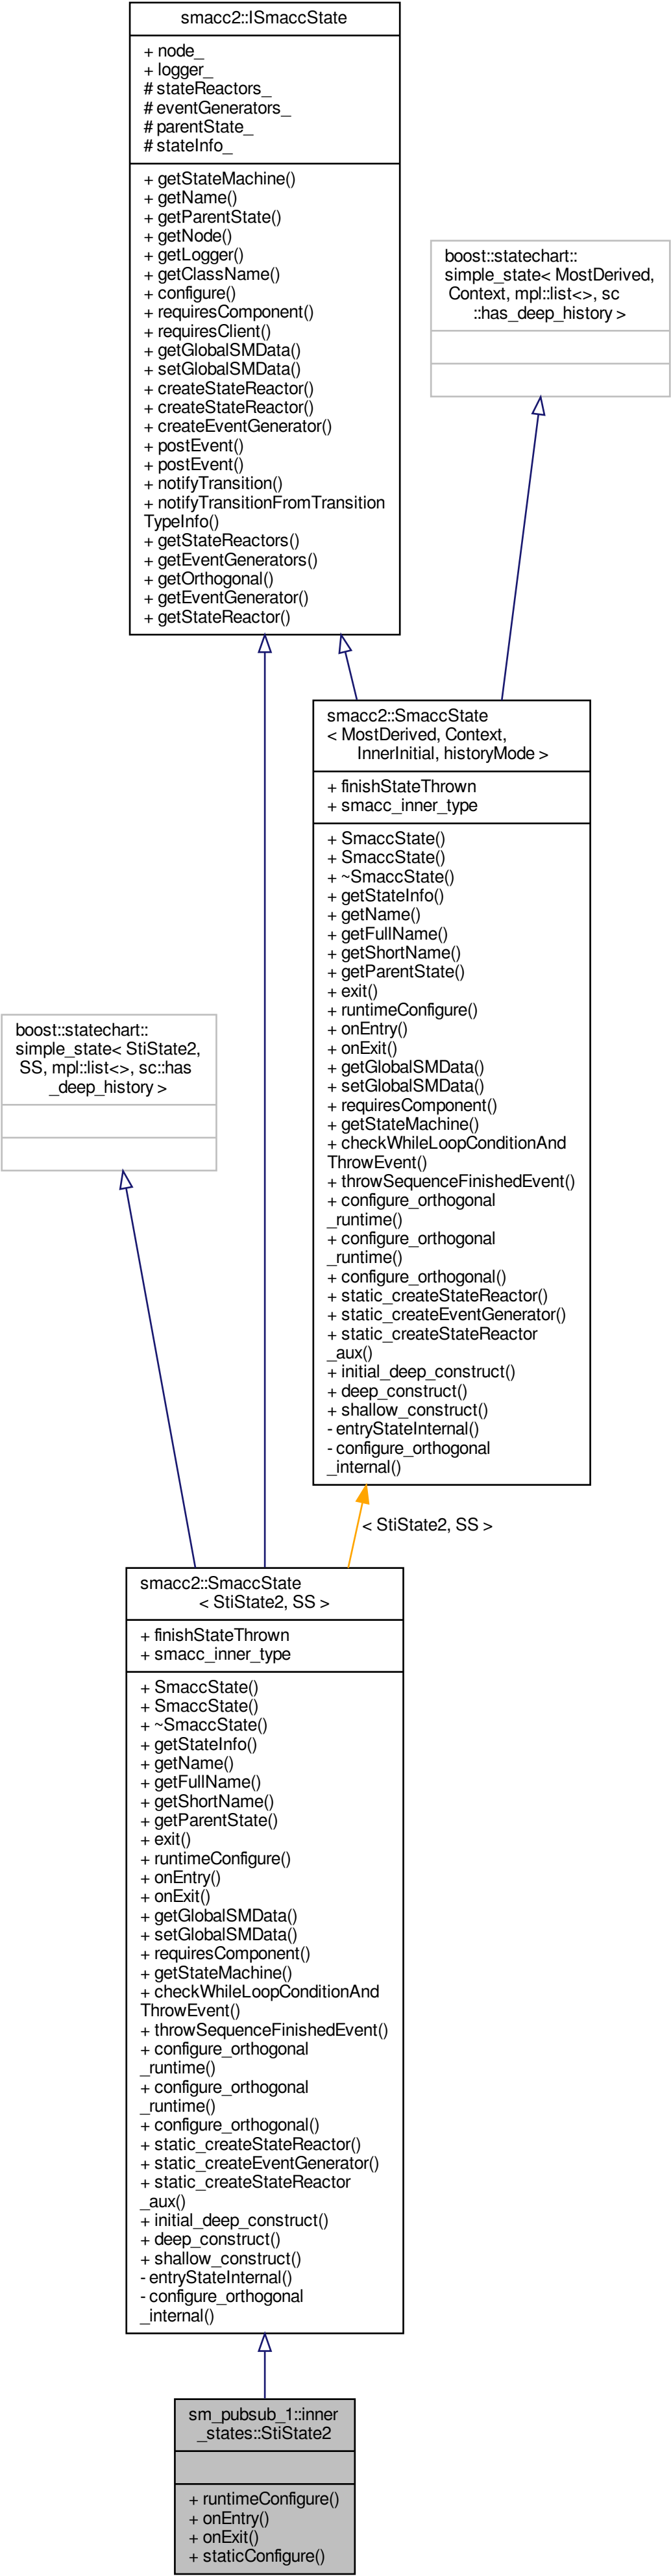 smacc2::ISmaccState
+ node_
+ logger_
# stateReactors_
# eventGenerators_
# parentState_
# stateInfo_
+ getStateMachine()
+ getName()
+ getParentState()
+ getNode()
+ getLogger()
+ getClassName()
+ configure()
+ requiresComponent()
+ requiresClient()
+ getGlobalSMData()
+ setGlobalSMData()
+ createStateReactor()
+ createStateReactor()
+ createEventGenerator()
+ postEvent()
+ postEvent()
+ notifyTransition()
+ notifyTransitionFromTransition
TypeInfo()
+ getStateReactors()
+ getEventGenerators()
+ getOrthogonal()
+ getEventGenerator()
+ getStateReactor()
boost::statechart::
simple_state< MostDerived,
Context, mpl::list<>, sc
::has_deep_history >
smacc2::SmaccState
< MostDerived, Context,
InnerInitial, historyMode >
+ finishStateThrown
+ smacc_inner_type
+ SmaccState()
+ SmaccState()
+ ~SmaccState()
+ getStateInfo()
+ getName()
+ getFullName()
+ getShortName()
+ getParentState()
+ exit()
+ runtimeConfigure()
+ onEntry()
+ onExit()
+ getGlobalSMData()
+ setGlobalSMData()
+ requiresComponent()
+ getStateMachine()
+ checkWhileLoopConditionAnd
ThrowEvent()
+ throwSequenceFinishedEvent()
+ configure_orthogonal
_runtime()
+ configure_orthogonal
_runtime()
+ configure_orthogonal()
+ static_createStateReactor()
+ static_createEventGenerator()
+ static_createStateReactor
_aux()
+ initial_deep_construct()
+ deep_construct()
+ shallow_construct()
- entryStateInternal()
- configure_orthogonal
_internal()
boost::statechart::
simple_state< StiState2,
SS, mpl::list<>, sc::has
_deep_history >
< StiState2, SS >
smacc2::SmaccState
< StiState2, SS >
+ finishStateThrown
+ smacc_inner_type
+ SmaccState()
+ SmaccState()
+ ~SmaccState()
+ getStateInfo()
+ getName()
+ getFullName()
+ getShortName()
+ getParentState()
+ exit()
+ runtimeConfigure()
+ onEntry()
+ onExit()
+ getGlobalSMData()
+ setGlobalSMData()
+ requiresComponent()
+ getStateMachine()
+ checkWhileLoopConditionAnd
ThrowEvent()
+ throwSequenceFinishedEvent()
+ configure_orthogonal
_runtime()
+ configure_orthogonal
_runtime()
+ configure_orthogonal()
+ static_createStateReactor()
+ static_createEventGenerator()
+ static_createStateReactor
_aux()
+ initial_deep_construct()
+ deep_construct()
+ shallow_construct()
- entryStateInternal()
- configure_orthogonal
_internal()
sm_pubsub_1::inner
_states::StiState2
+ runtimeConfigure()
+ onEntry()
+ onExit()
+ staticConfigure()